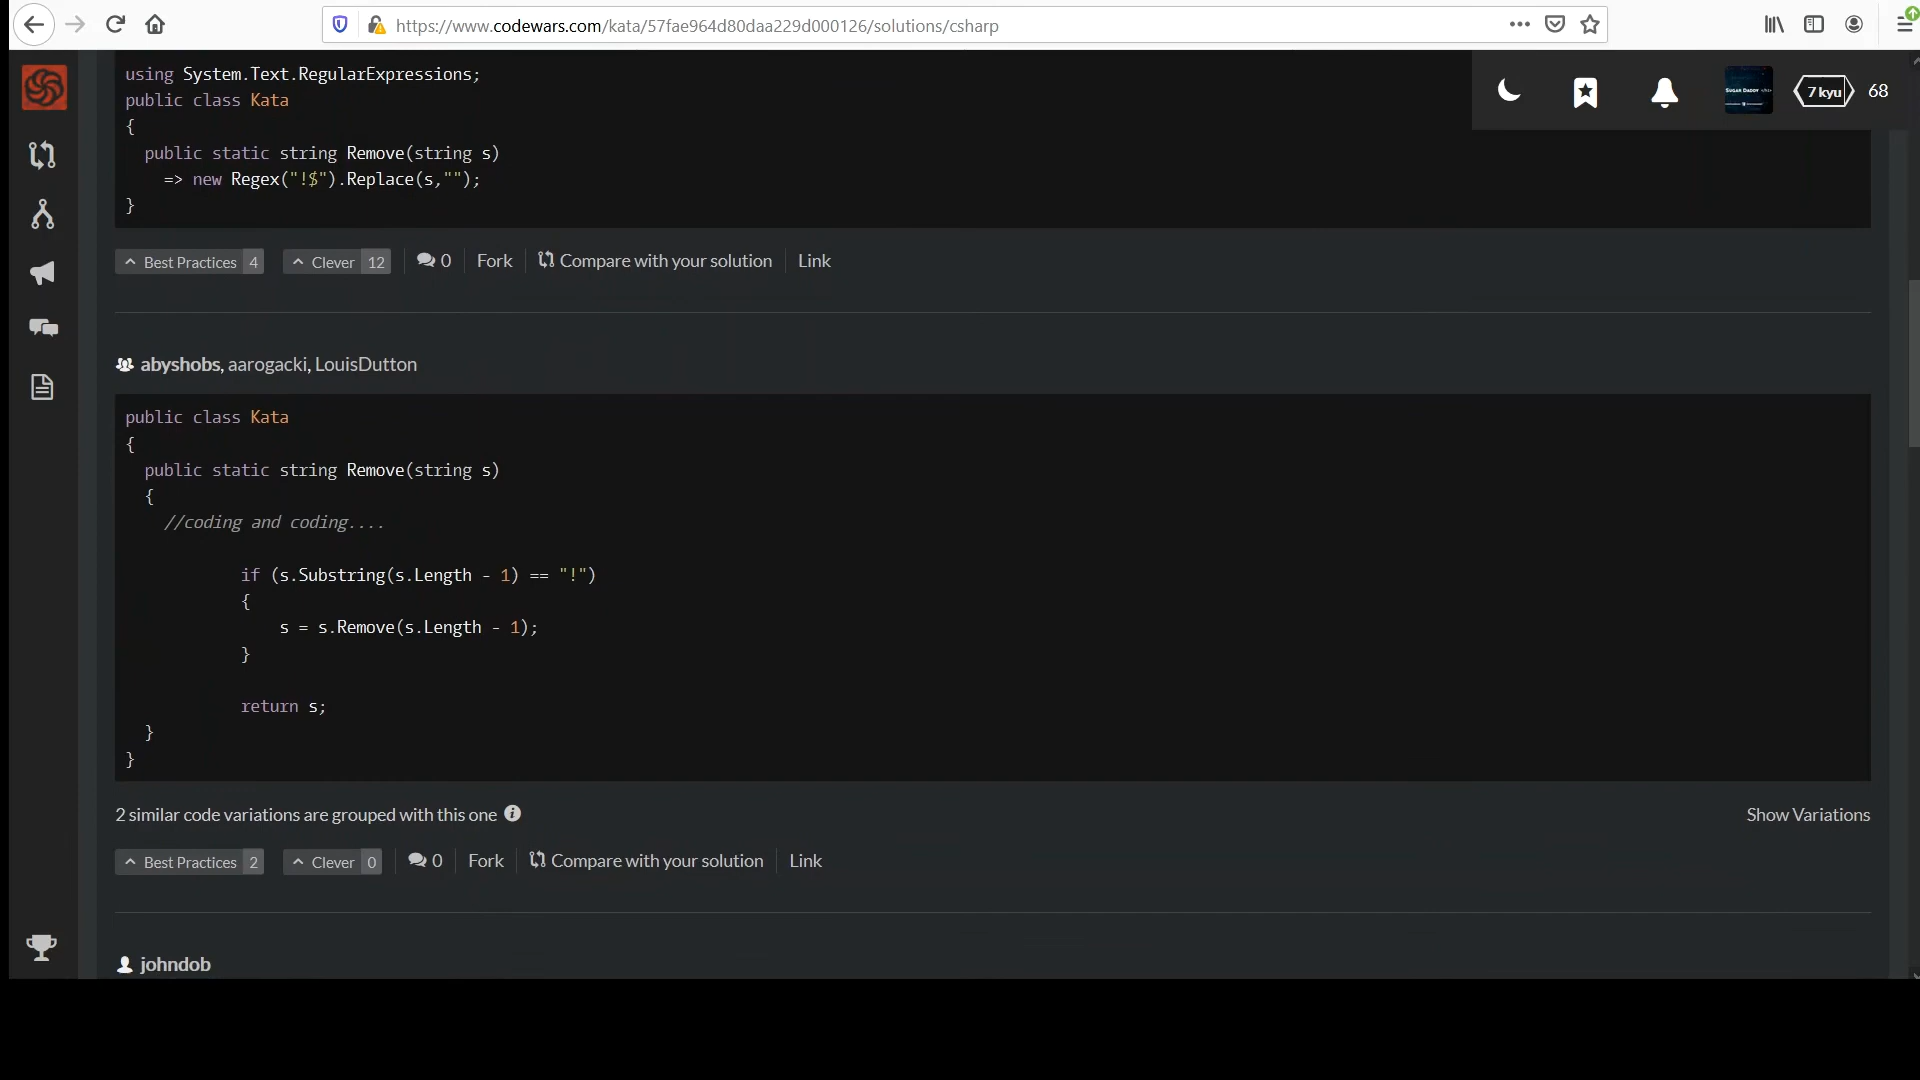 https://www.codewars.com/kata/57fae964d80daa229d000126/solutions/csharp
using System.Text.RegularExpressions;
public class Kata
{
public static string Remove(string s)
=> new Regex("!$").Replace(s,"");
}
SUGAR DADDY
7 kyu
68
Best Practices 4
Clever 12
0
Fork
Compare with your solution
Link
abyshobs, aarogacki, LouisDutton
public class Kata
{
public static string Remove(string s)
{
//coding and coding....
if (s.Substring(s.Length - 1) == "!")
{
s = s.Remove(s.Length - 1);
}
return s;
}
}
2 similar code variations are grouped with this one
Show Variations
Best Practices 2
Clever 0
0
Fork
Compare with your solution
Link
johndob